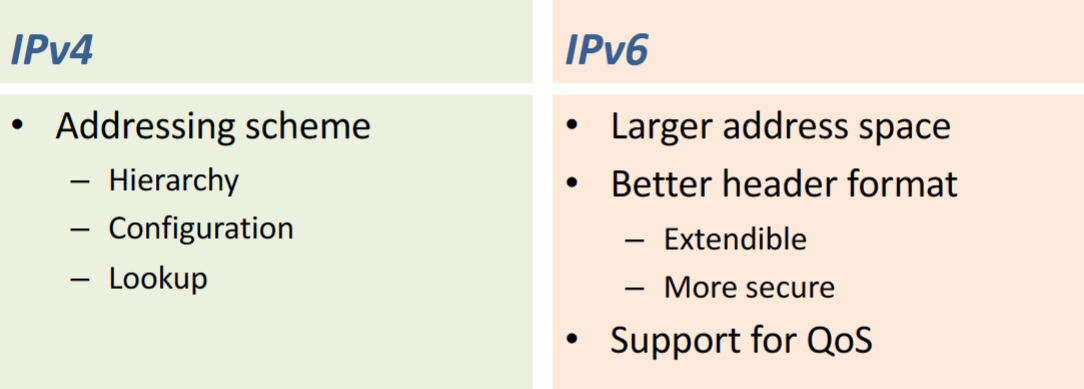 IPv4
• Addressing scheme
– Hierarchy
– Configuration
– Lookup
IPv6
• Larger address space
• Better header format
– Extendible
– More secure
• Support for QoS